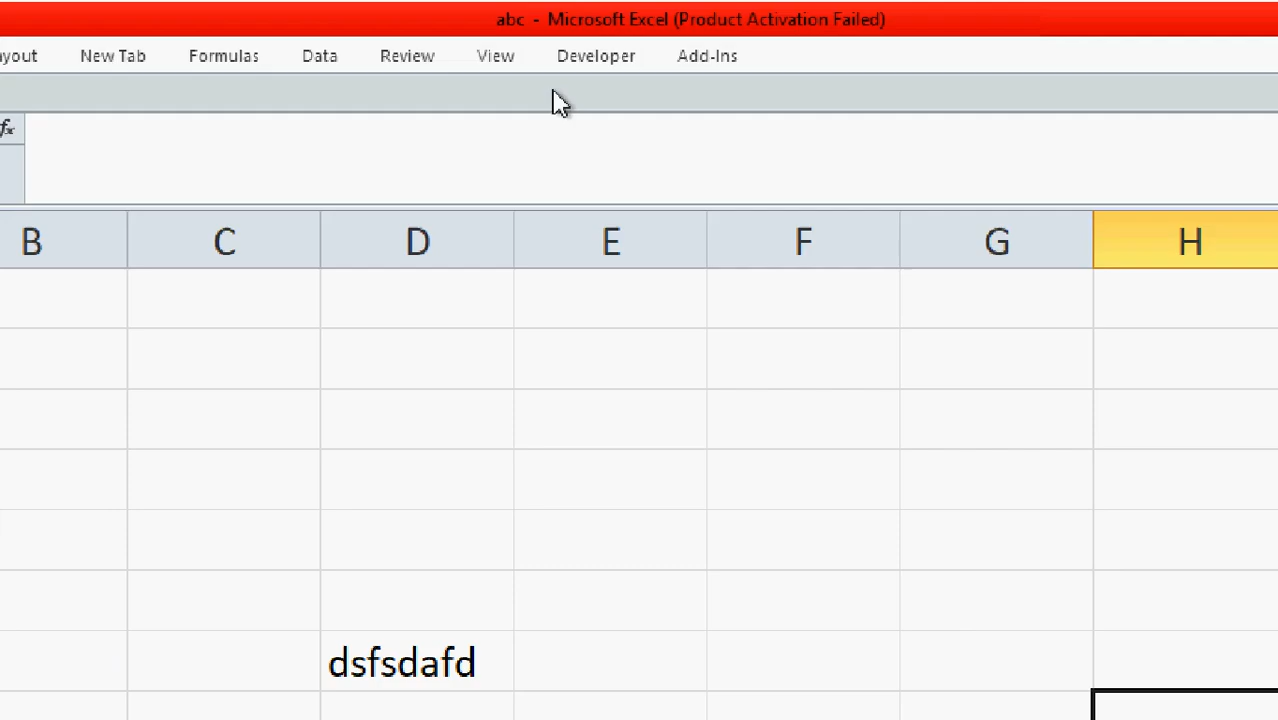 abc - Microsoft Excel (Product Activation Failed)
ayout New Tab Formulas Data Review View Developer Add-Ins
fx
B C D E F G H
dsfsdafd